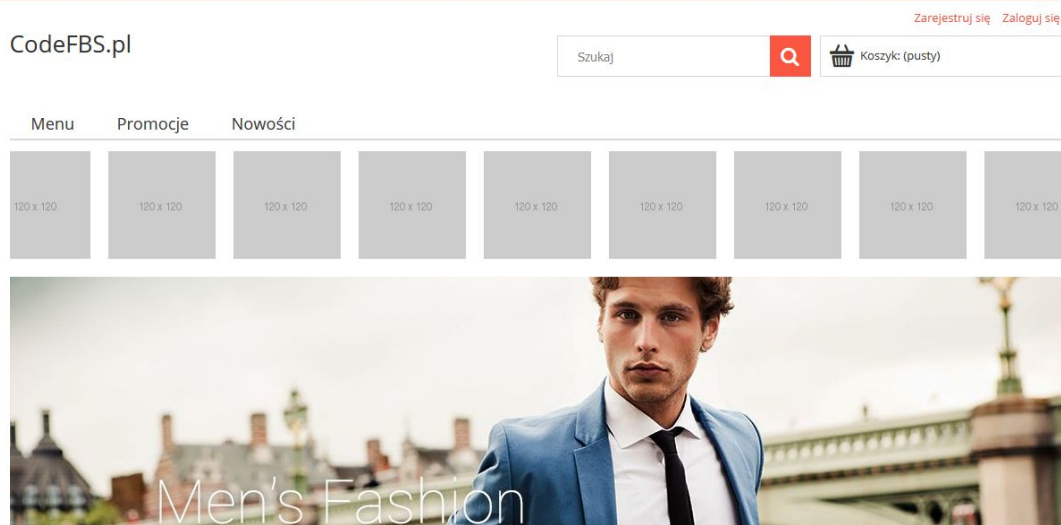 Zarejestruj się Zaloguj się
CodeFBS.pl
Szukaj
Koszyk: (pusty)
Menu Promocje Nowości
120 x 120 120 x 120 120 x 120 120 x 120 120 x 120 120 x 120 120 x 120 120 x 120 120 x 120
Men's Fashion